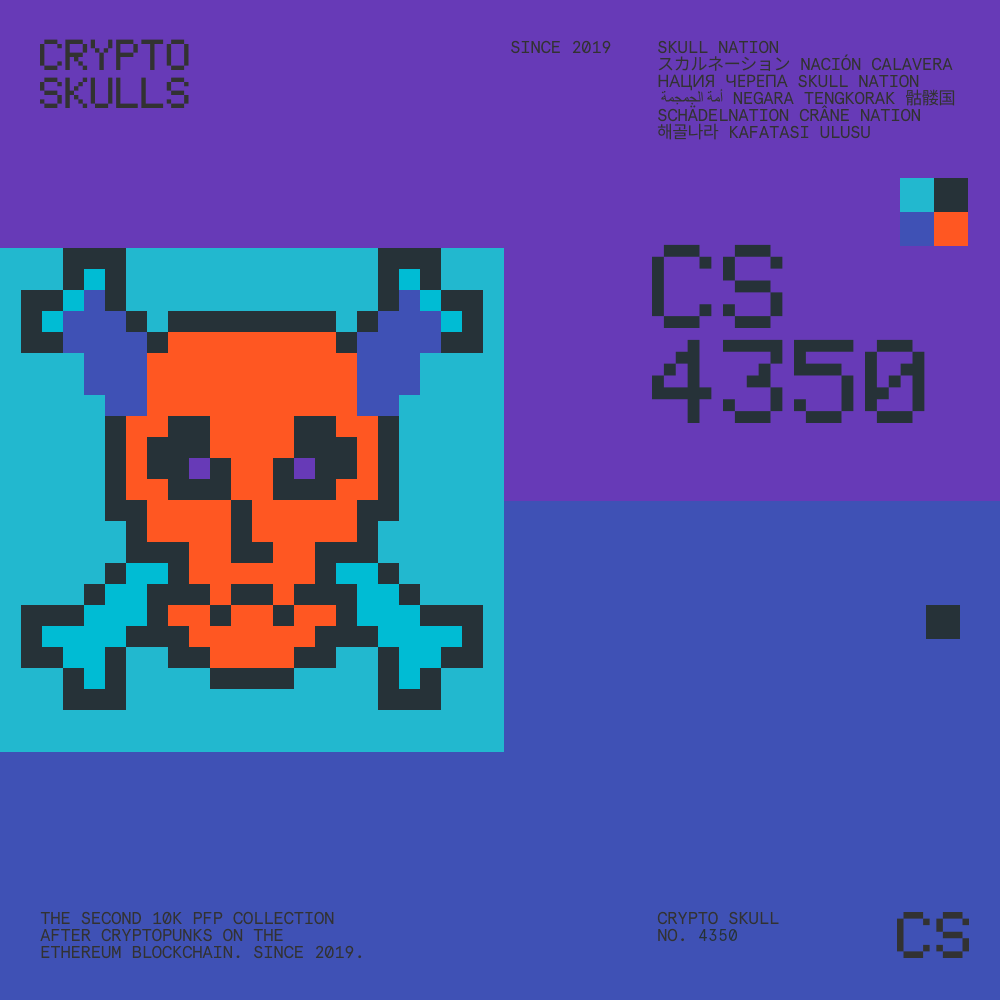 CRYPTO
SKULLS
SINCE 2019
SKULL NATION
スカルネーション NACIÓN CALAVERA
НАЦИЯ ЧЕРЕПА SKULL NATION
أمة الجمجمة NEGARA TENGKORAK 骷髅国
SCHÄDELNATION CRÂNE NATION
해골나라 KAFATASI ULUSU
CS
4350
THE SECOND 10K PFP COLLECTION
AFTER CRYPTOPUNKS ON THE
ETHEREUM BLOCKCHAIN. SINCE 2019.
CRYPTO SKULL
NO. 4350
CS